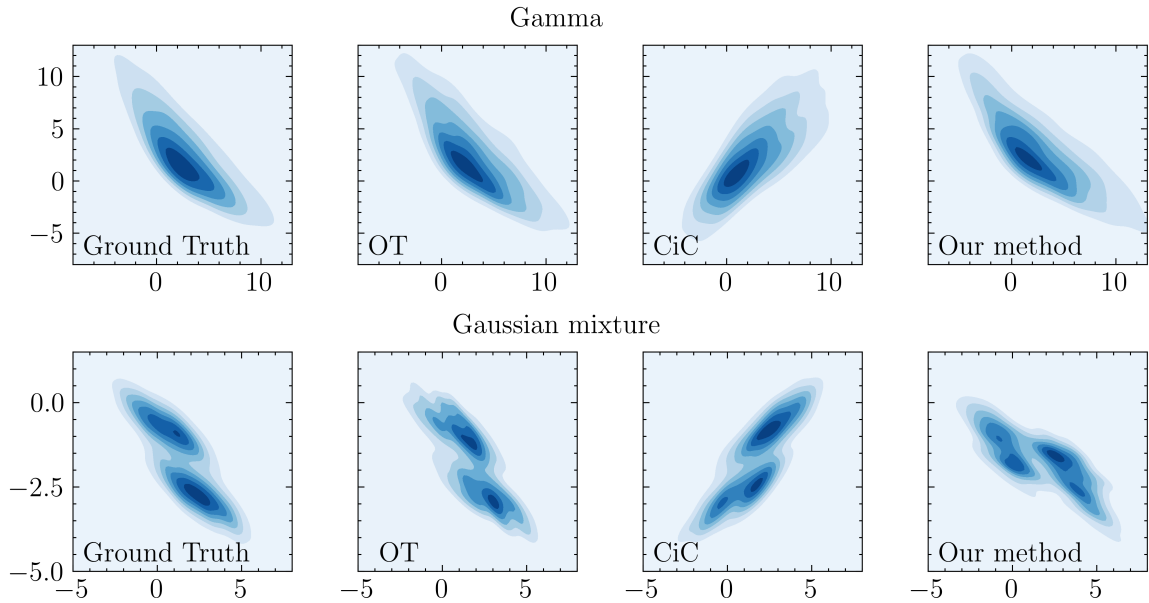 Gamma
10
5
0
−5
Ground Truth
OT
CiC
Our method
0 10 0 10 0 10 0 10
Gaussian mixture
0.0
−2.5
−5.0
Ground Truth
OT
CiC
Our method
−5 0 5 −5 0 5 −5 0 5 −5 0 5